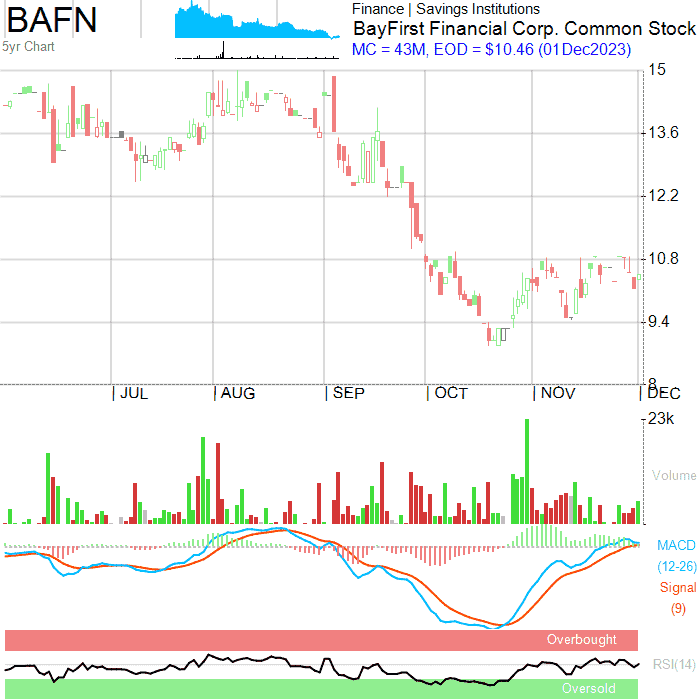 BAFN
5yr Chart
Finance | Savings Institutions
BayFirst Financial Corp. Common Stock
MC = 43M, EOD = $10.46 (01Dec2023)
15
13.6
12.2
10.8
9.4
8
JUL
AUG
SEP
OCT
NOV
DEC
23k
Volume
MACD
(12-26)
Signal
(9)
Overbought
RSI(14)
Oversold